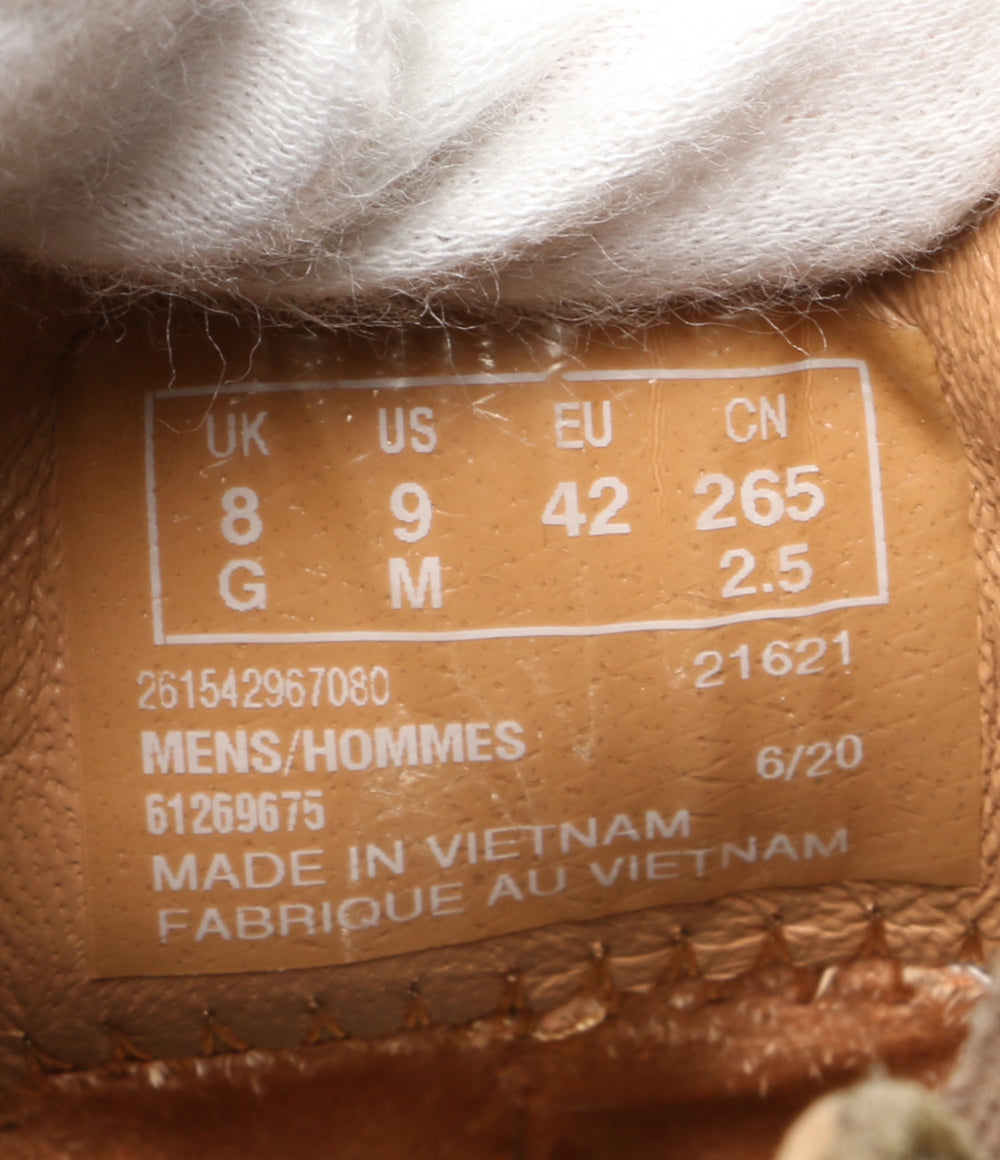 UK US EU CN
8 9 42 265
G M 2.5
261542967080 21621
MENS/HOMMES 6/20
61269675
MADE IN VIETNAM
FABRIQUE AU VIETNAM